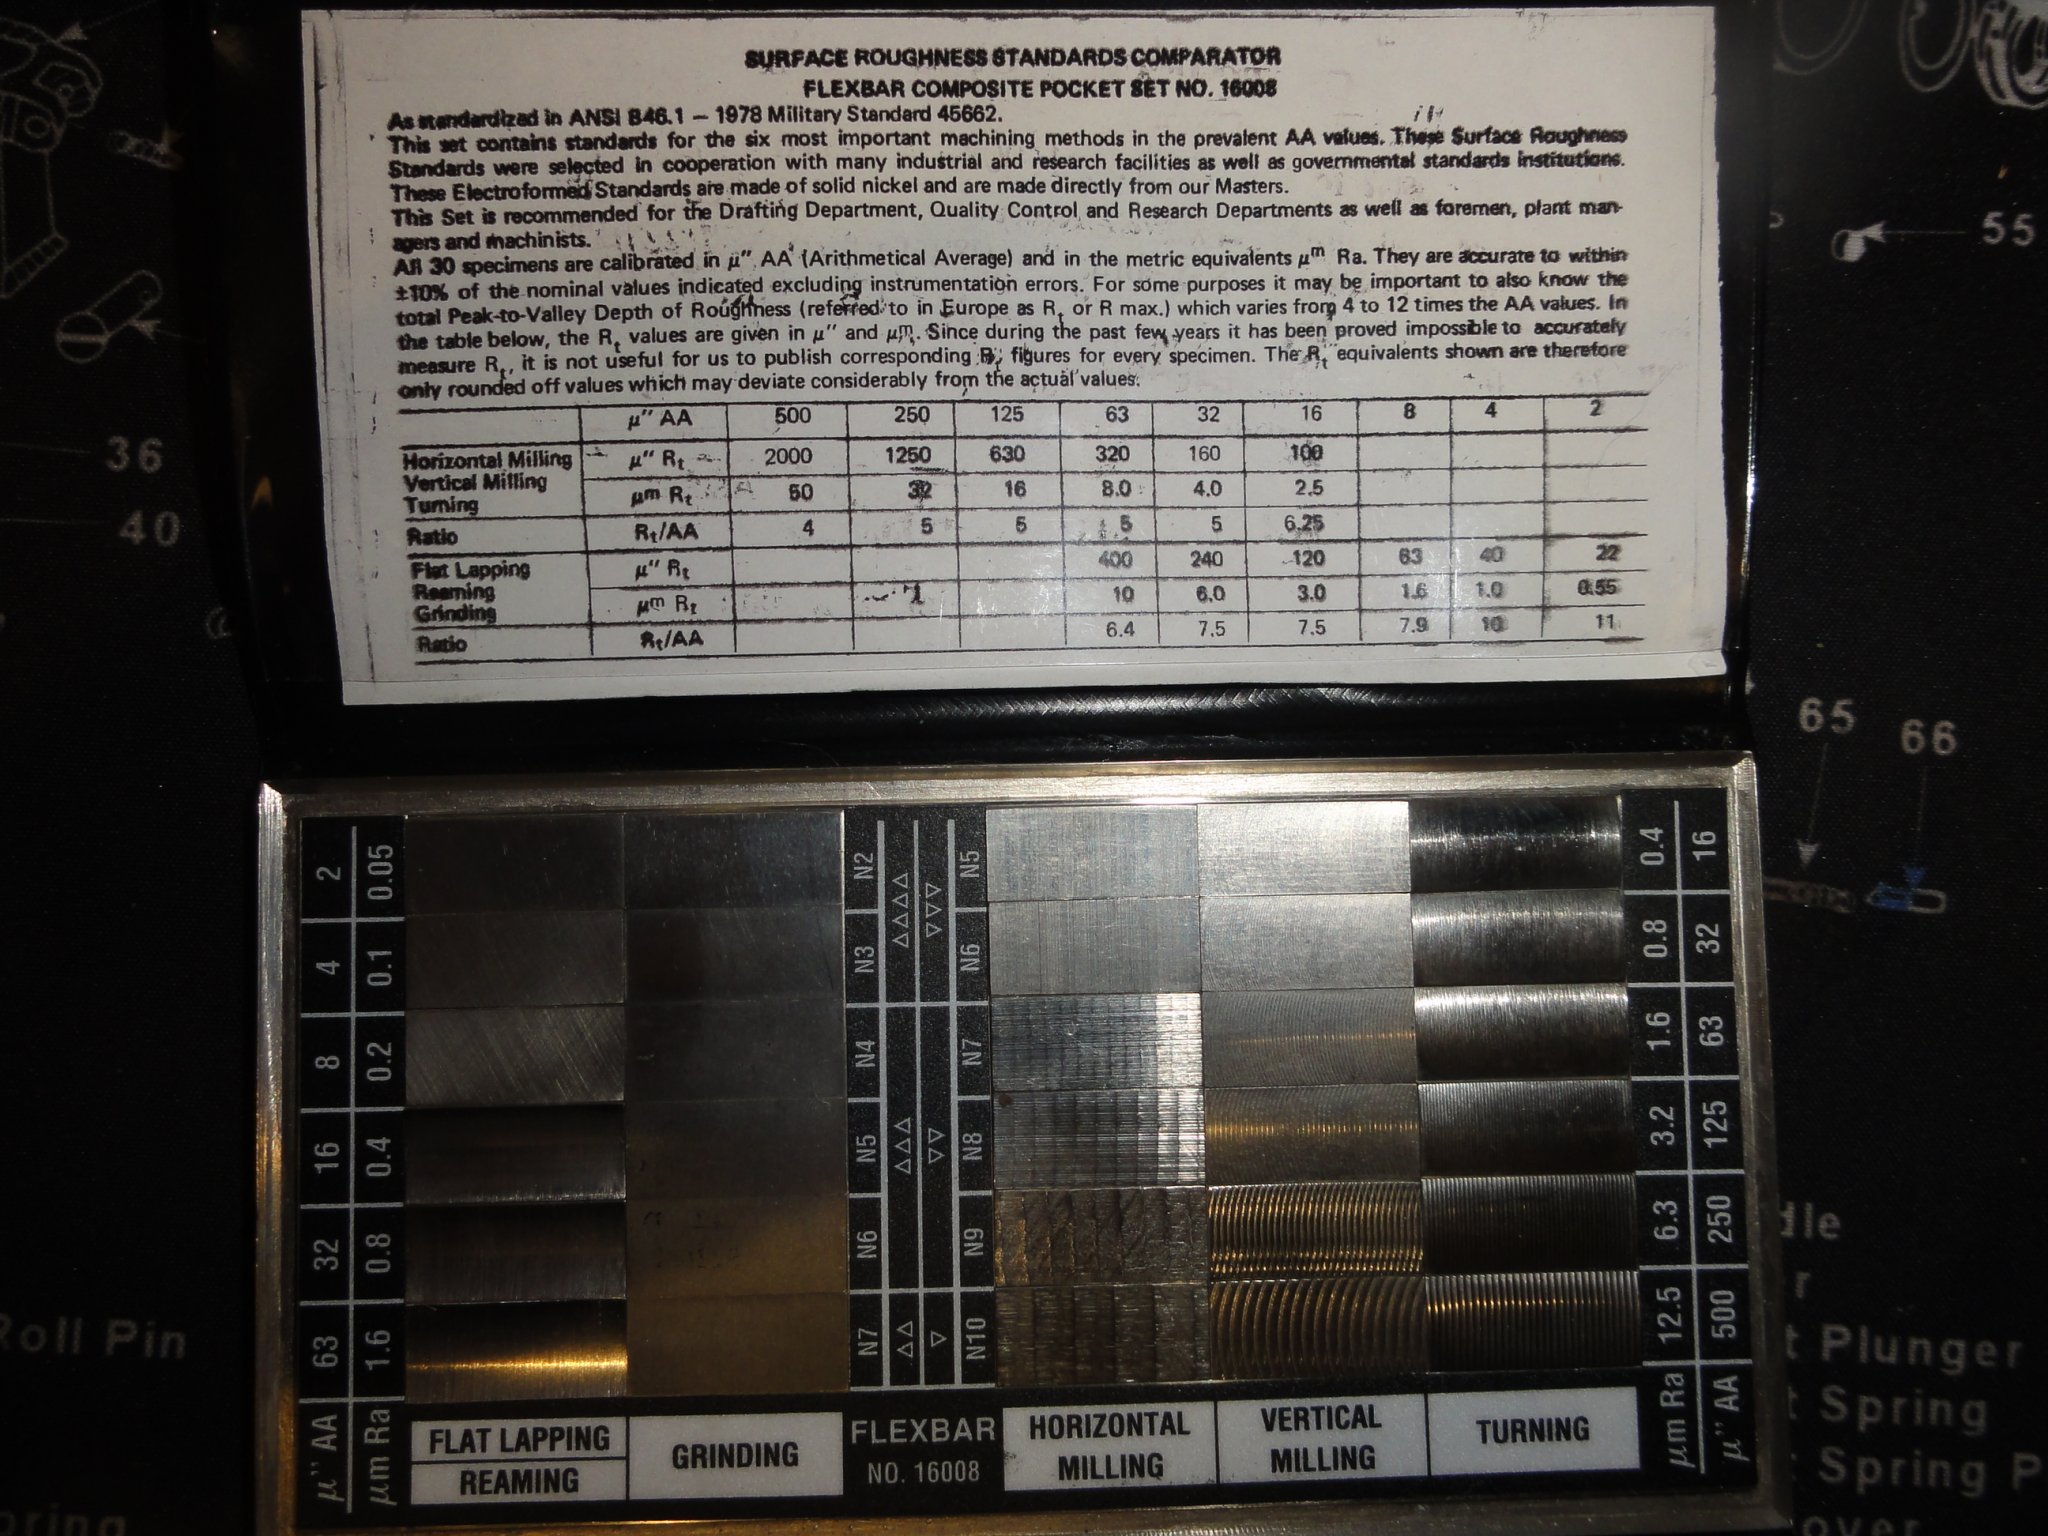 SURFACE ROUGHNESS STANDARDS COMPARATOR
FLEXBAR COMPOSITE POCKET SET NO. 16008
As standardized in ANSI B46.1 – 1978 Military Standard 45662.
This set contains standards for the six most important machining methods in the prevalent AA values. These Surface Roughness
Standards were selected in cooperation with many industrial and research facilities as well as governmental standards institutions.
These Electroformed Standards are made of solid nickel and are made directly from our Masters.
This Set is recommended for the Drafting Department, Quality Control and Research Departments as well as foremen, plant man-
agers and machinists.
All 30 specimens are calibrated in μ" AA (Arithmetical Average) and in the metric equivalents μm Ra. They are accurate to within
±10% of the nominal values indicated excluding instrumentation errors. For some purposes it may be important to also know the
total Peak-to-Valley Depth of Roughness (referred to in Europe as Rt or R max.) which varies from 4 to 12 times the AA values. In
the table below, the Rt values are given in μ" and μm. Since during the past few years it has been proved impossible to accurately
measure Rt, it is not useful for us to publish corresponding Rt figures for every specimen. The Rt equivalents shown are therefore
only rounded off values which may deviate considerably from the actual values.
μ" AA 500 250 125 63 32 16 8 4 2
Horizontal Milling μ" Rt 2000 1250 630 320 160 100
Vertical Milling
Turning μm Rt 50 32 16 8.0 4.0 2.5
Ratio Rt/AA 4 5 5 5 5 6.25
Flat Lapping μ" Rt 400 240 120 63 40 22
Reaming μm Rt 10 6.0 3.0 1.6 1.0 0.55
Grinding
Ratio Rt/AA 6.4 7.5 7.5 7.9 10 11
2 0.05 N2 N5 0.4 16
4 0.1 N3 △△△△ ▽▽▽ N6 0.8 32
8 0.2 N4 N7 1.6 63
16 0.4 N5 △△△ ▽▽ N8 3.2 125
32 0.8 N6 N9 6.3 250
63 1.6 N7 △△ ▽ N10 12.5 500
μ" AA μm Ra μm Ra μ" AA
FLAT LAPPING
REAMING
GRINDING
FLEXBAR
NO. 16008
HORIZONTAL
MILLING
VERTICAL
MILLING
TURNING
36
40
55
65
66
Roll Pin
Plunger
Spring
Spring P